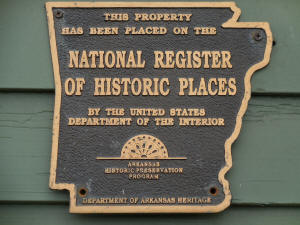 THIS PROPERTY
HAS BEEN PLACED ON THE
NATIONAL REGISTER
OF HISTORIC PLACES
BY THE UNITED STATES
DEPARTMENT OF THE INTERIOR
ARKANSAS
HISTORIC PRESERVATION
PROGRAM
DEPARTMENT OF ARKANSAS HERITAGE